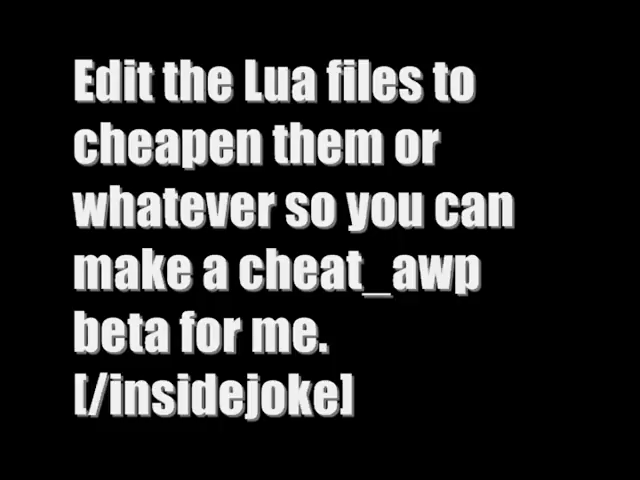 Edit the Lua files to
cheapen them or
whatever so you can
make a cheat_awp
beta for me.
[/insidejoke]